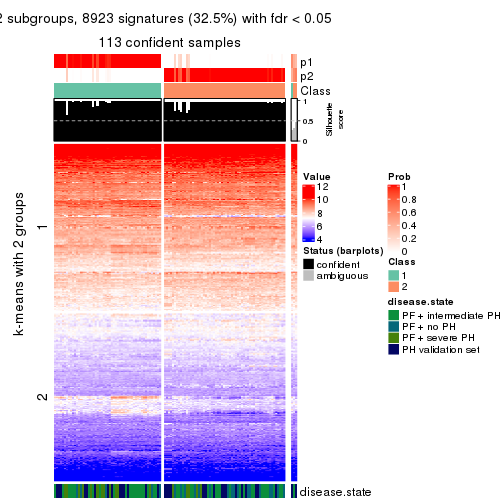 2 subgroups, 8923 signatures (32.5%) with fdr < 0.05
113 confident samples
p1
p2
Class
1
0.5
0
Silhouette
score
k-means with 2 groups
1
2
disease.state
Value
12
10
8
6
4
Status (barplots)
confident
ambiguous
Prob
1
0.8
0.6
0.4
0.2
0
Class
1
2
disease.state
PF + intermediate PH
PF + no PH
PF + severe PH
PH validation set